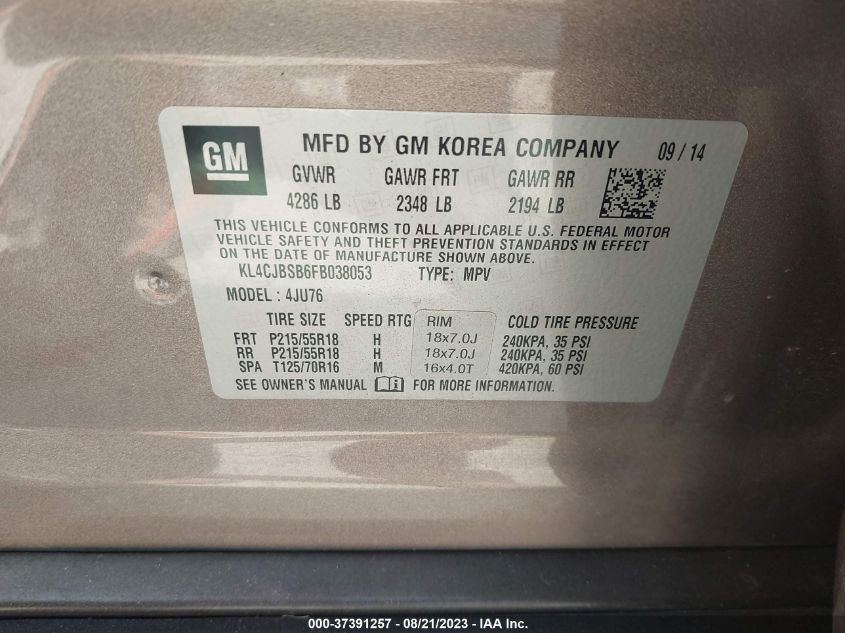 GM MFD BY GM KOREA COMPANY 09 / 14
GVWR GAWR FRT GAWR RR
4286 LB 2348 LB 2194 LB
THIS VEHICLE CONFORMS TO ALL APPLICABLE U.S. FEDERAL MOTOR
VEHICLE SAFETY AND THEFT PREVENTION STANDARDS IN EFFECT
ON THE DATE OF MANUFACTURE SHOWN ABOVE.
KL4CJBSB6FB038053 TYPE: MPV
MODEL : 4JU76
TIRE SIZE SPEED RTG RIM COLD TIRE PRESSURE
FRT P215/55R18 H 18x7.0J 240KPA, 35 PSI
RR P215/55R18 H 18x7.0J 240KPA, 35 PSI
SPA T125/70R16 M 16x4.0T 420KPA, 60 PSI
SEE OWNER'S MANUAL FOR MORE INFORMATION.
000-37391257 - 08/21/2023 - IAA Inc.